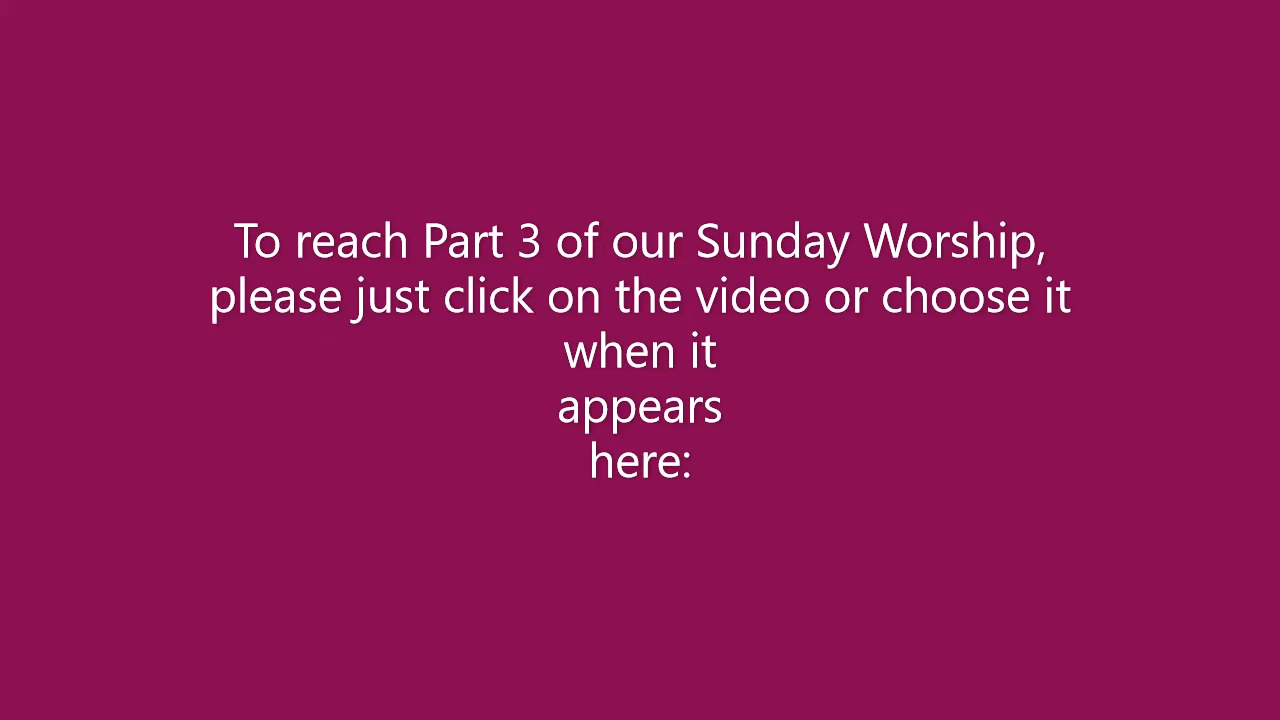 To reach Part 3 of our Sunday Worship,
please just click on the video or choose it
when it
appears
here: